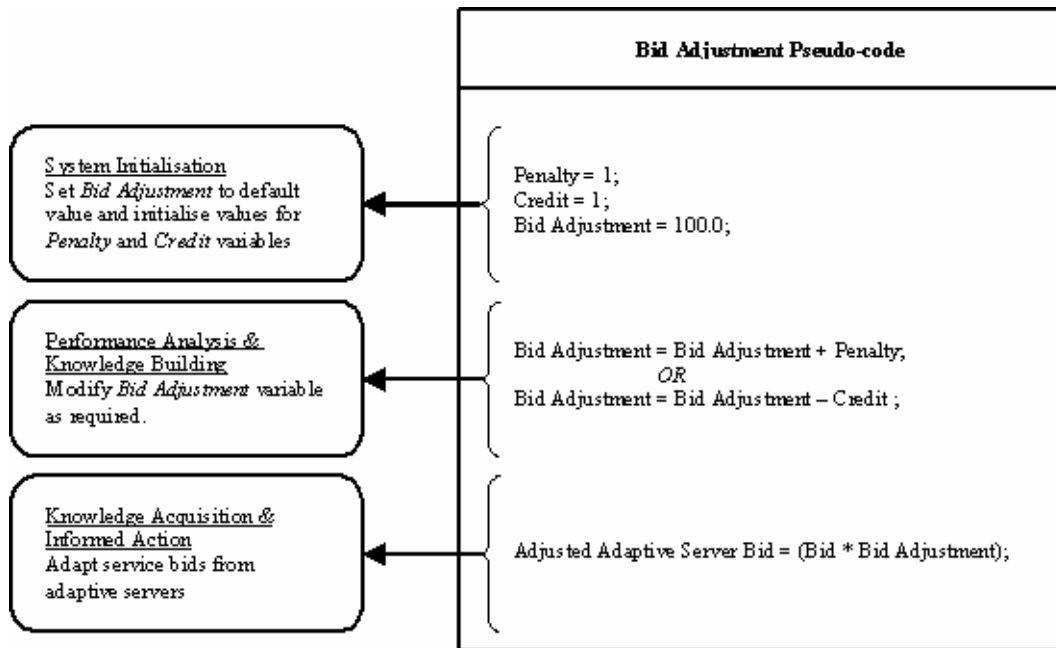 Bid Adjustment Pseudo-code
System Initialisation
Set Bid Adjustment to default
value and initialise values for
Penalty and Credit variables
Penalty = 1;
Credit = 1;
Bid Adjustment = 100.0;
Performance Analysis &
Knowledge Building
Modify Bid Adjustment variable
as required.
Bid Adjustment = Bid Adjustment + Penalty;
OR
Bid Adjustment = Bid Adjustment – Credit ;
Knowledge Acquisition &
Informed Action
Adapt service bids from
adaptive servers
Adjusted Adaptive Server Bid = (Bid * Bid Adjustment);